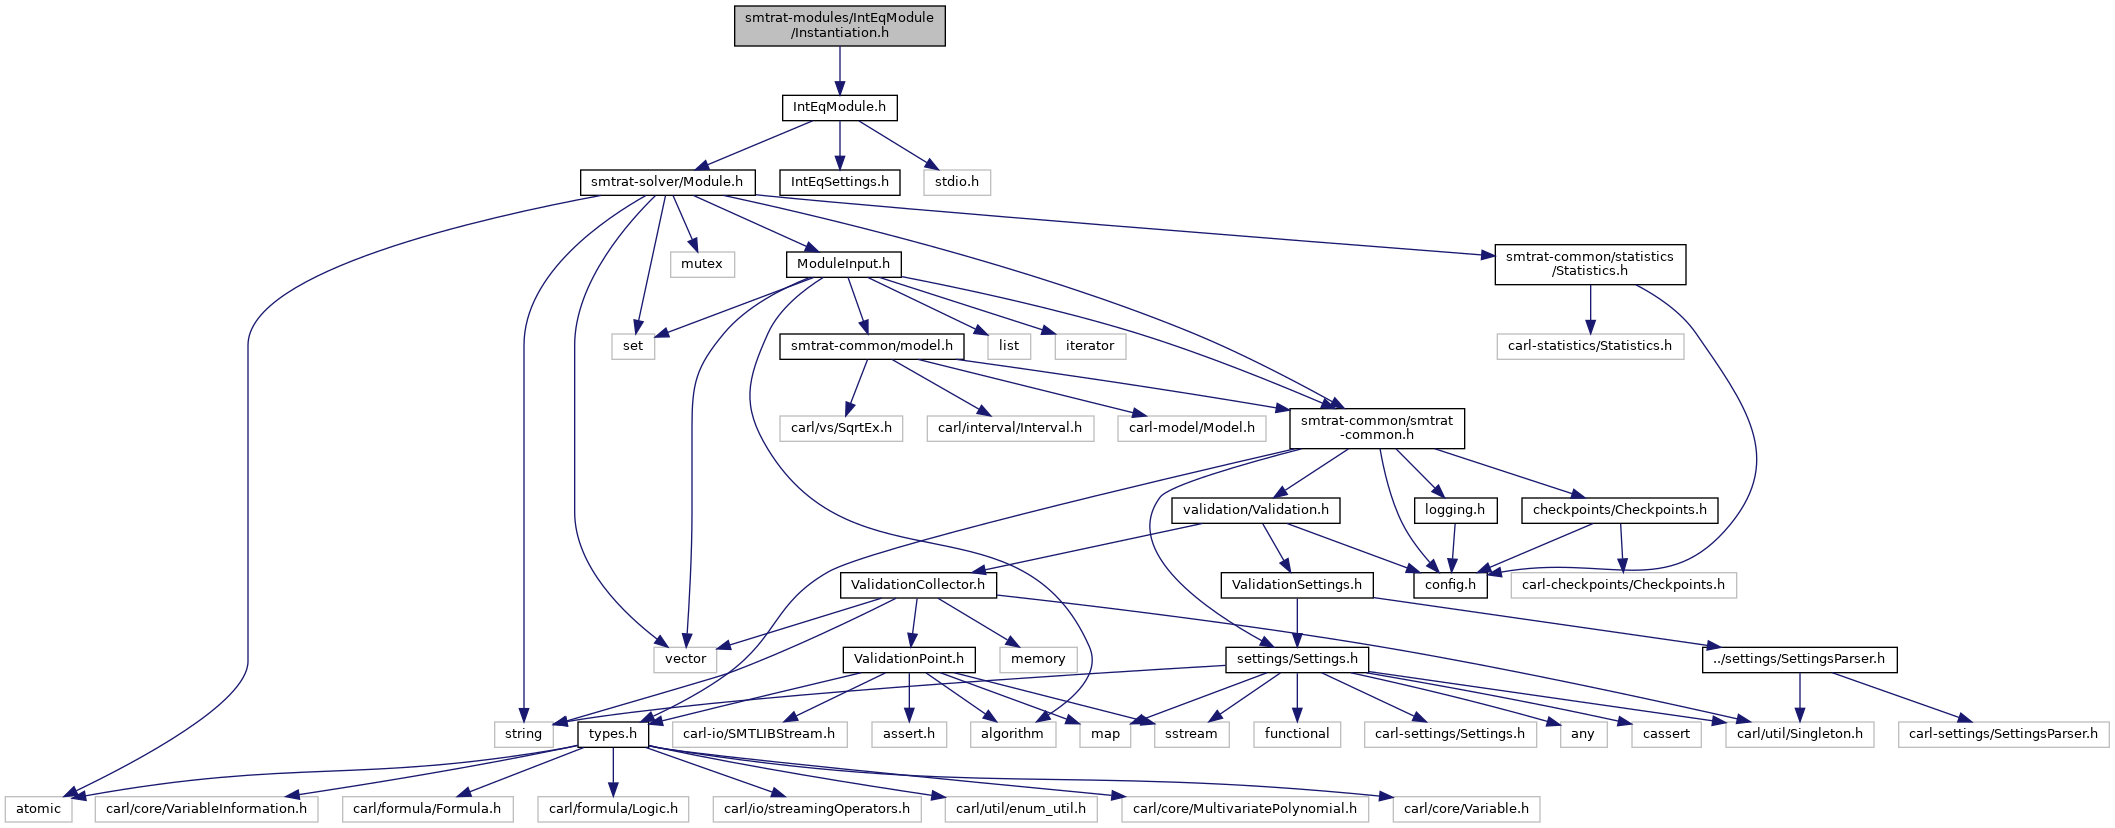 smtrat-modules/IntEqModule
/Instantiation.h
IntEqModule.h
smtrat-solver/Module.h
IntEqSettings.h
stdio.h
mutex
ModuleInput.h
smtrat-common/statistics
/Statistics.h
set
smtrat-common/model.h
list
iterator
carl-statistics/Statistics.h
carl/vs/SqrtEx.h
carl/interval/Interval.h
carl-model/Model.h
smtrat-common/smtrat
-common.h
validation/Validation.h
logging.h
checkpoints/Checkpoints.h
ValidationCollector.h
ValidationSettings.h
config.h
carl-checkpoints/Checkpoints.h
vector
ValidationPoint.h
memory
settings/Settings.h
../settings/SettingsParser.h
string
types.h
carl-io/SMTLIBStream.h
assert.h
algorithm
map
sstream
functional
carl-settings/Settings.h
any
cassert
carl/util/Singleton.h
carl-settings/SettingsParser.h
atomic
carl/core/VariableInformation.h
carl/formula/Formula.h
carl/formula/Logic.h
carl/io/streamingOperators.h
carl/util/enum_util.h
carl/core/MultivariatePolynomial.h
carl/core/Variable.h